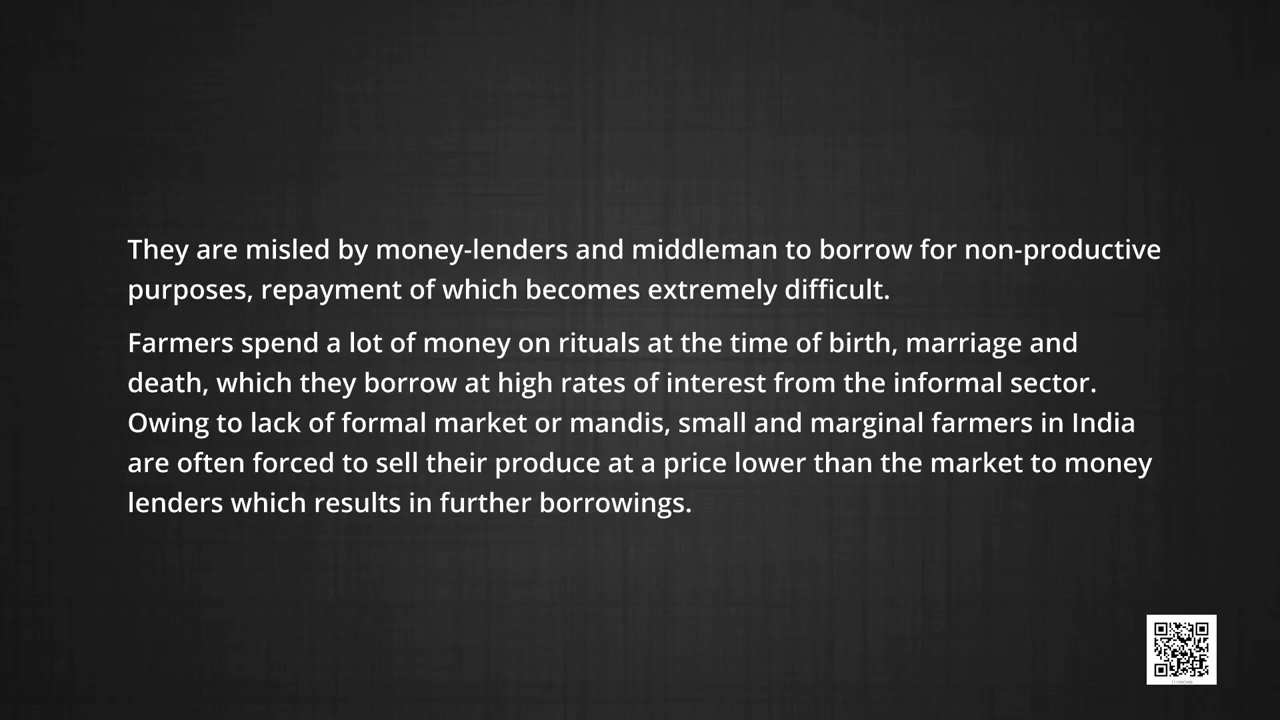 They are misled by money-lenders and middleman to borrow for non-productive
purposes, repayment of which becomes extremely difficult.
Farmers spend a lot of money on rituals at the time of birth, marriage and
death, which they borrow at high rates of interest from the informal sector.
Owing to lack of formal market or mandis, small and marginal farmers in India
are often forced to sell their produce at a price lower than the market to money
lenders which results in further borrowings.